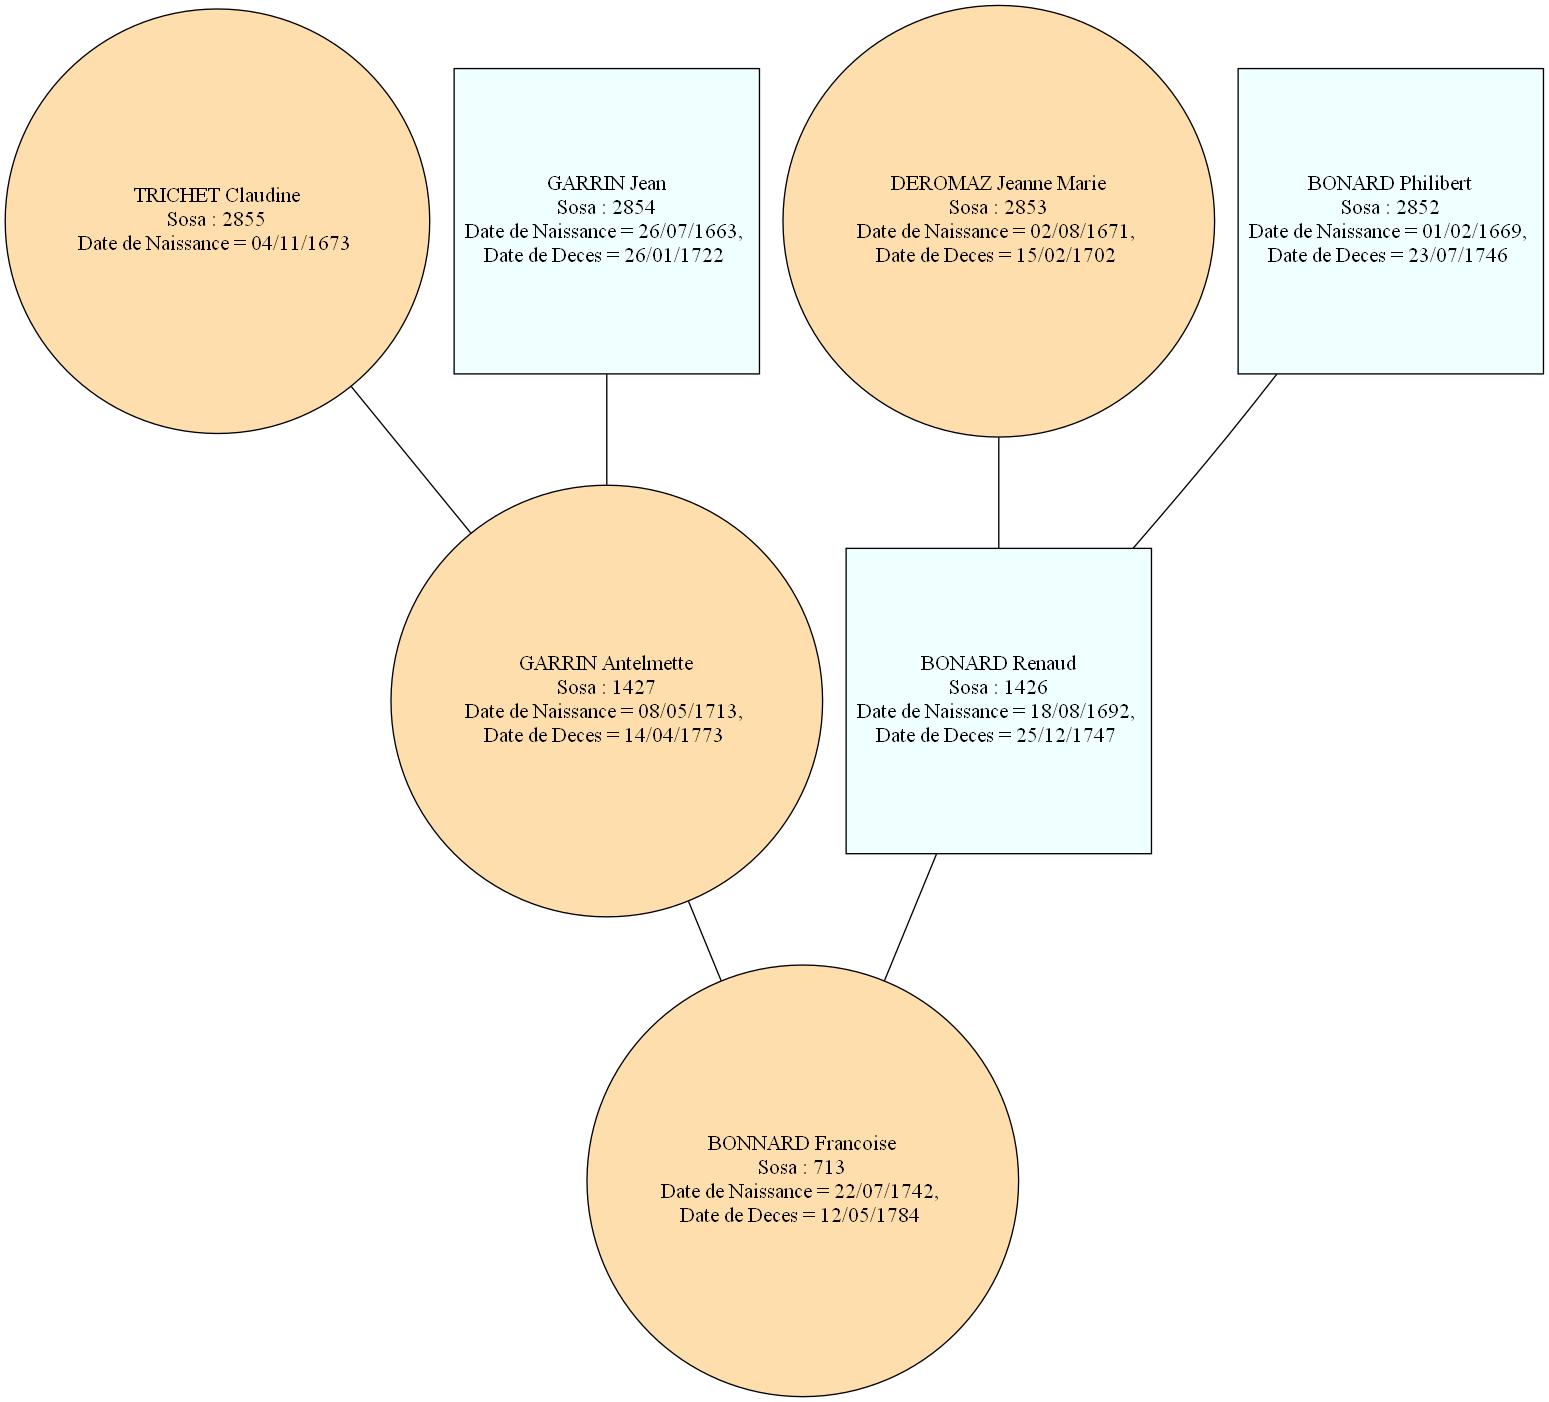 TRICHET Claudine
Sosa : 2855
Date de Naissance = 04/11/1673
GARRIN Jean
Sosa : 2854
Date de Naissance = 26/07/1663,
Date de Deces = 26/01/1722
DEROMAZ Jeanne Marie
Sosa : 2853
Date de Naissance = 02/08/1671,
Date de Deces = 15/02/1702
BONARD Philibert
Sosa : 2852
Date de Naissance = 01/02/1669,
Date de Deces = 23/07/1746
GARRIN Antelmette
Sosa : 1427
Date de Naissance = 08/05/1713,
Date de Deces = 14/04/1773
BONARD Renaud
Sosa : 1426
Date de Naissance = 18/08/1692,
Date de Deces = 25/12/1747
BONNARD Francoise
Sosa : 713
Date de Naissance = 22/07/1742,
Date de Deces = 12/05/1784